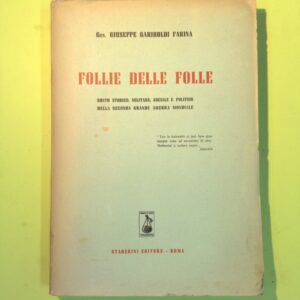 Gen. GIUSEPPE GARIBOLDI FARINA
FOLLIE DELLE FOLLE
SUNTO STORICO, MILITARE, SOCIALE E POLITICO
DELLA SECONDA GRANDE GUERRA MONDIALE
STADERINI EDITORE - ROMA